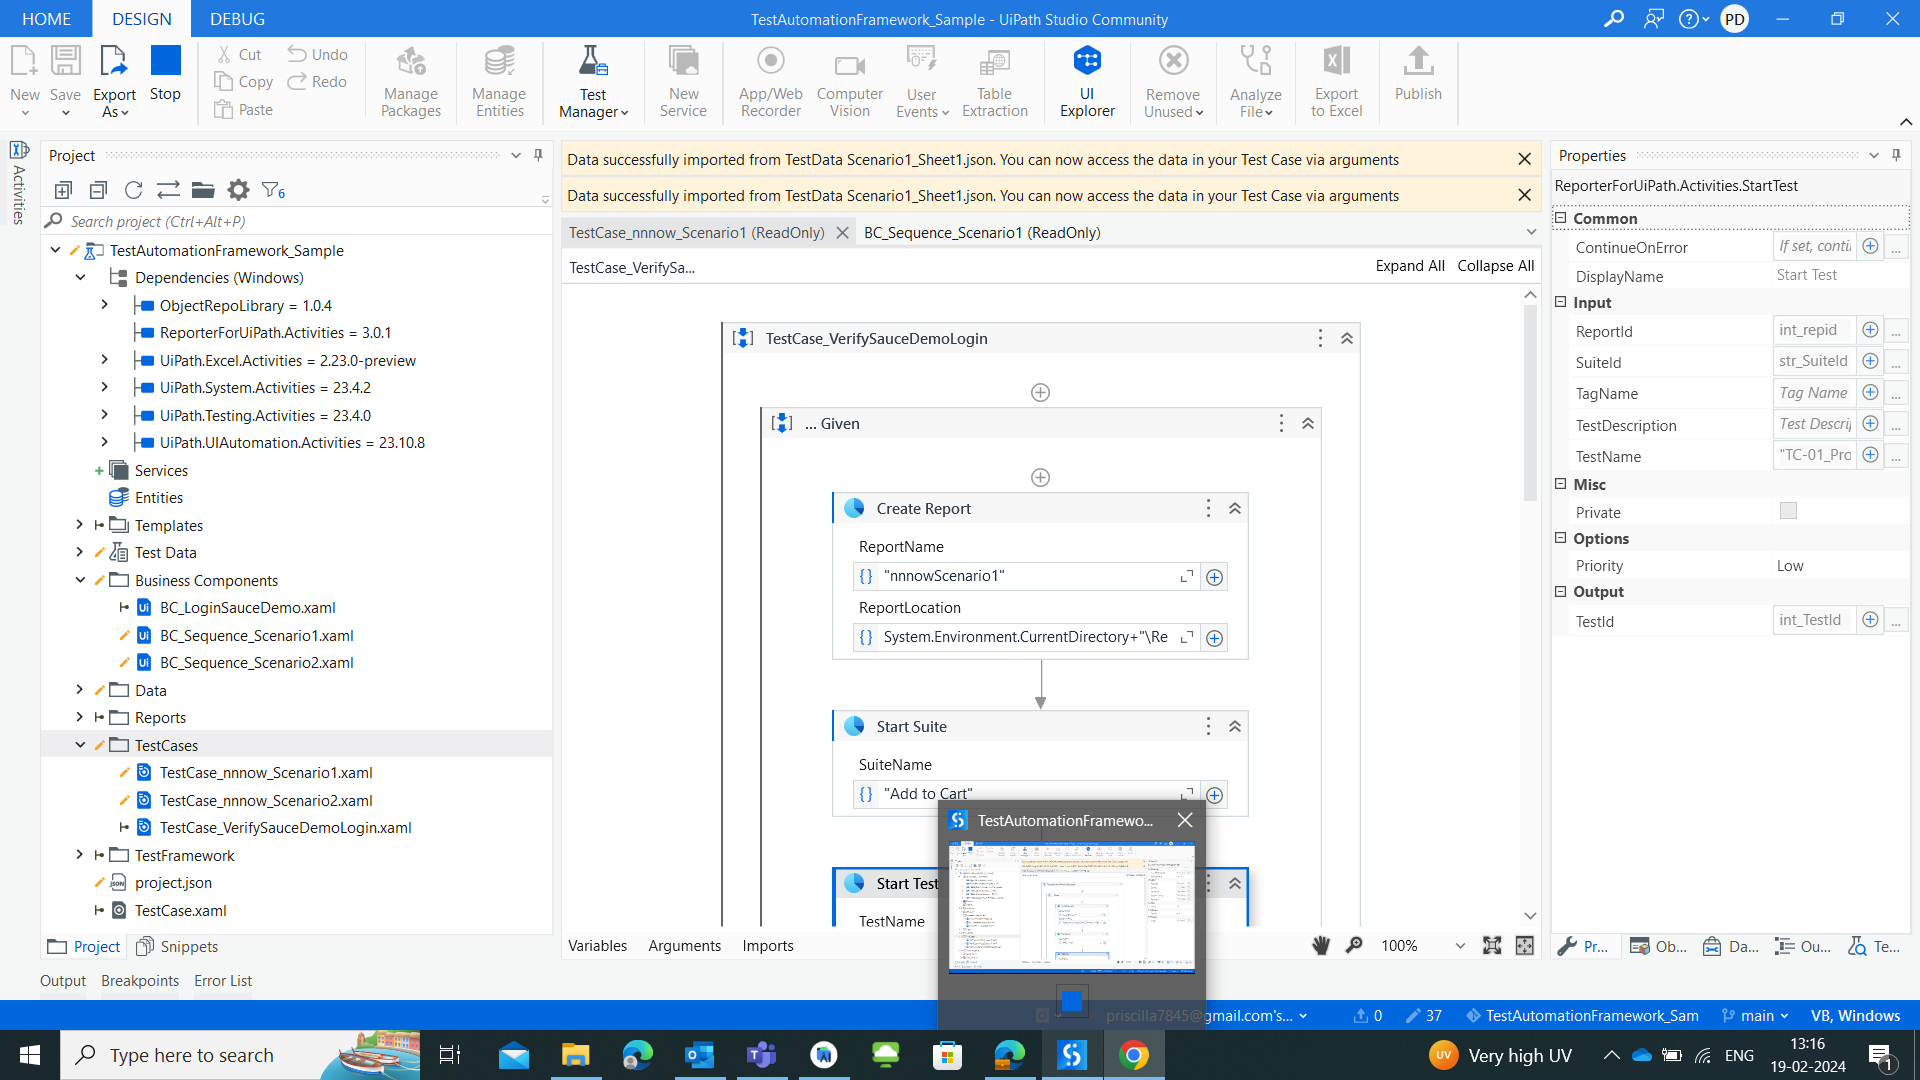 HOME DESIGN DEBUG
TestAutomationFramework_Sample - UiPath Studio Community
PD
New
Save
Export As
Stop
Cut
Copy
Paste
Undo
Redo
Manage Packages
Manage Entities
Test Manager
New Service
App/Web Recorder
Computer Vision
User Events
Table Extraction
UI Explorer
Remove Unused
Analyze File
Export to Excel
Publish
Activities
Project
6
Search project (Ctrl+Alt+P)
TestAutomationFramework_Sample
Dependencies (Windows)
ObjectRepoLibrary = 1.0.4
ReporterForUiPath.Activities = 3.0.1
UiPath.Excel.Activities = 2.23.0-preview
UiPath.System.Activities = 23.4.2
UiPath.Testing.Activities = 23.4.0
UiPath.UIAutomation.Activities = 23.10.8
Services
Entities
Templates
Test Data
Business Components
BC_LoginSauceDemo.xaml
BC_Sequence_Scenario1.xaml
BC_Sequence_Scenario2.xaml
Data
Reports
TestCases
TestCase_nnnow_Scenario1.xaml
TestCase_nnnow_Scenario2.xaml
TestCase_VerifySauceDemoLogin.xaml
TestFramework
project.json
TestCase.xaml
Project Snippets
Output Breakpoints Error List
Data successfully imported from TestData Scenario1_Sheet1.json. You can now access the data in your Test Case via arguments
Data successfully imported from TestData Scenario1_Sheet1.json. You can now access the data in your Test Case via arguments
TestCase_nnnow_Scenario1 (ReadOnly) BC_Sequence_Scenario1 (ReadOnly)
TestCase_VerifySa... Expand All Collapse All
TestCase_VerifySauceDemoLogin
... Given
Create Report
ReportName
"nnnowScenario1"
ReportLocation
System.Environment.CurrentDirectory+"\Re
Start Suite
SuiteName
"Add to Cart"
Start Test
TestName
TestAutomationFramewo...
Variables Arguments Imports
100%
Properties
ReporterForUiPath.Activities.StartTest
Common
ContinueOnError If set, conti ...
DisplayName Start Test
Input
ReportId int_repid ...
SuiteId str_SuiteId ...
TagName Tag Name ...
TestDescription Test Descrip ...
TestName "TC-01_Pro ...
Misc
Private
Options
Priority Low
Output
TestId int_TestId ...
Pr... Ob... Da... Ou... Te...
priscilla7845@gmail.com's... 0 37 TestAutomationFramework_Sam main VB, Windows
Type here to search
UV Very high UV
ENG
13:16
19-02-2024
1